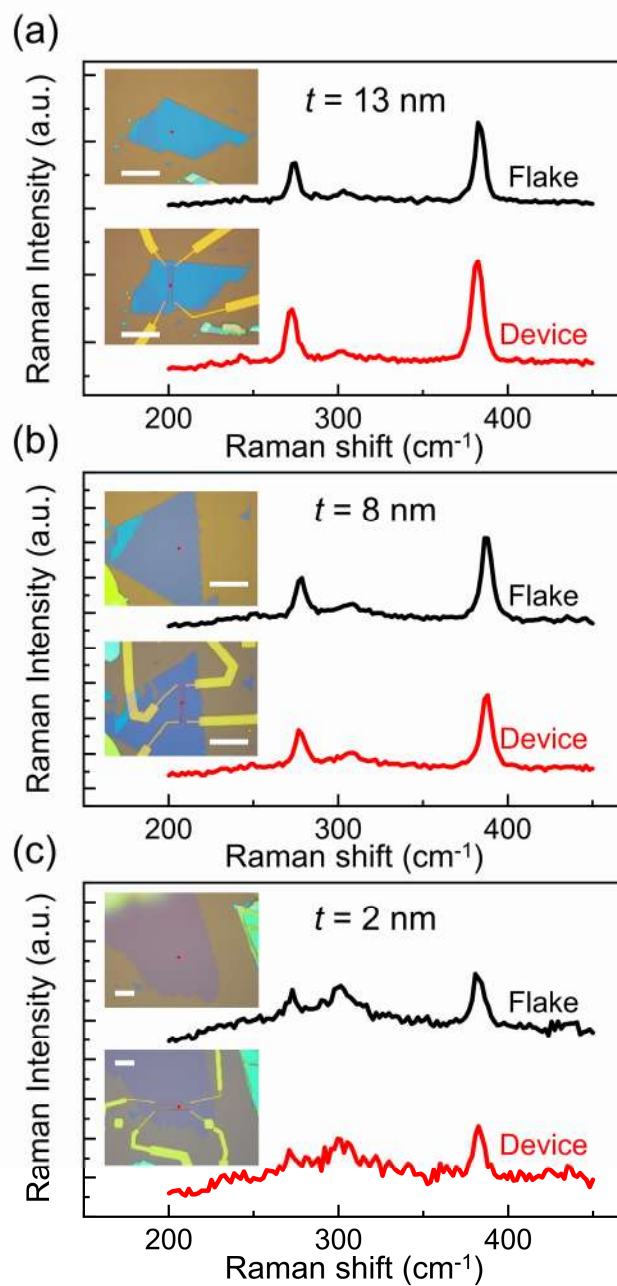 (a)
t = 13 nm
Flake
Device
Raman Intensity (a.u.)
200 300 400
Raman shift (cm⁻¹)
(b)
t = 8 nm
Flake
Device
Raman Intensity (a.u.)
200 300 400
Raman shift (cm⁻¹)
(c)
t = 2 nm
Flake
Device
Raman Intensity (a.u.)
200 300 400
Raman shift (cm⁻¹)